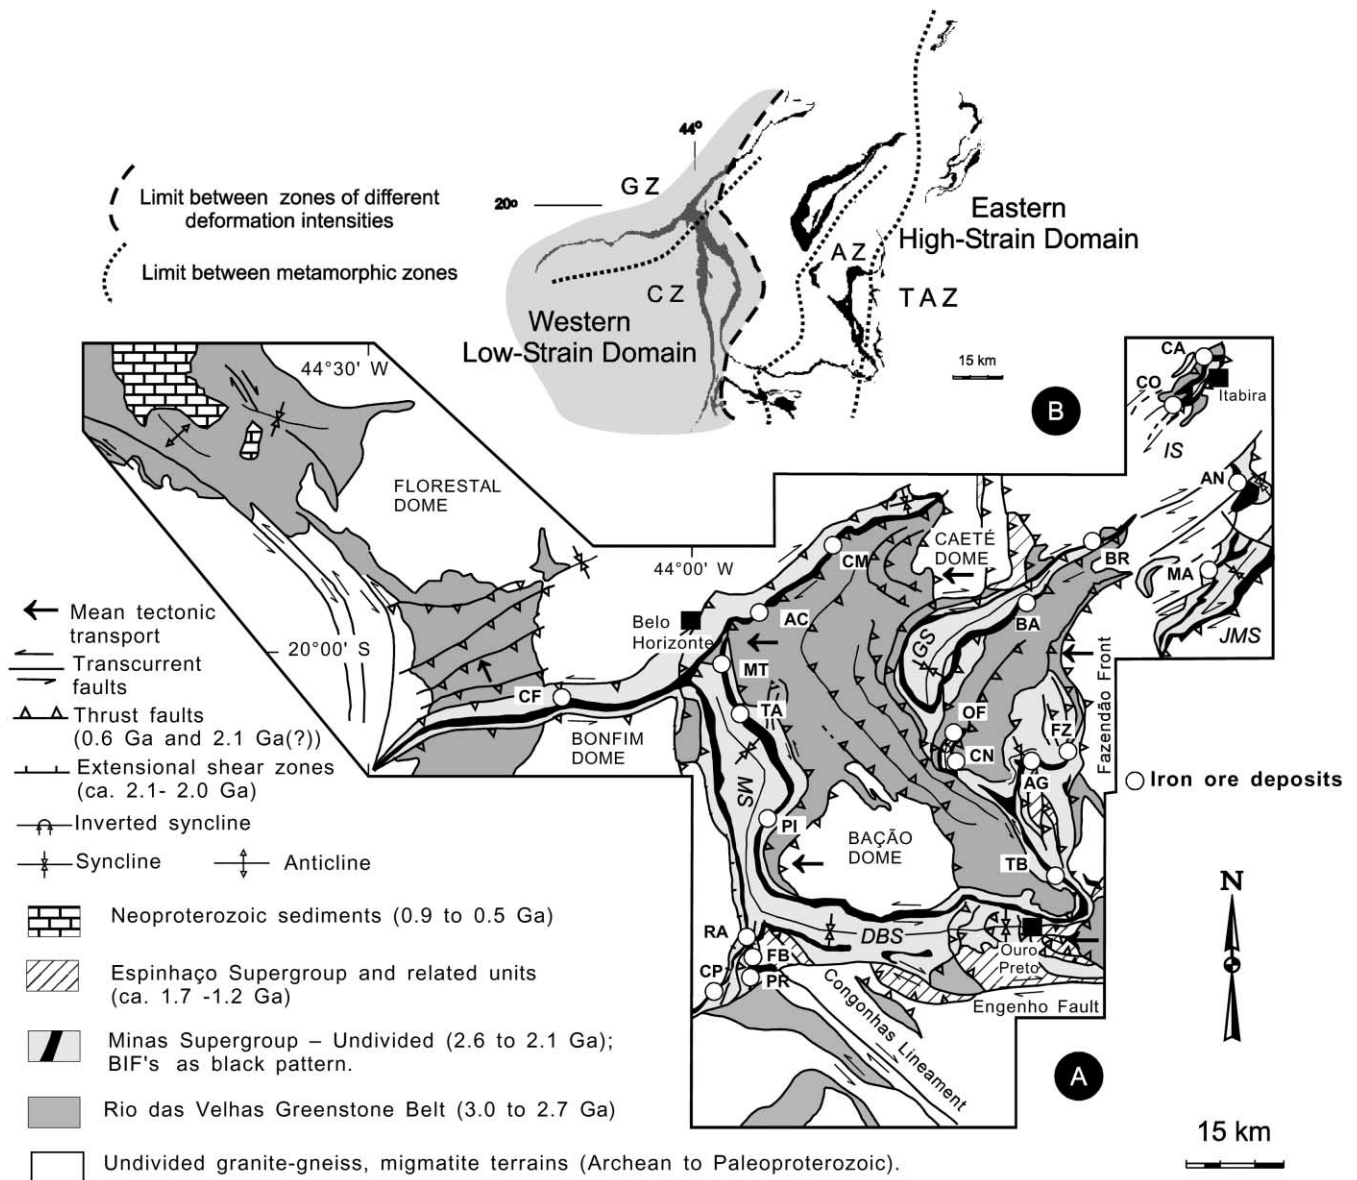 44º
GZ
20º
Limit between zones of different
deformation intensities
Limit between metamorphic zones
Eastern
High-Strain Domain
AZ
TAZ
CZ
Western
Low-Strain Domain
15 km
B
44°30' W
CA
CO
Itabira
IS
AN
FLORESTAL
DOME
CAETÉ
DOME
44°00' W
CM
BR
MA
JMS
Mean tectonic
transport
Transcurrent
faults
Thrust faults
(0.6 Ga and 2.1 Ga(?))
Extensional shear zones
(ca. 2.1- 2.0 Ga)
Inverted syncline
Syncline
Anticline
20°00' S
Belo
Horizonte
AC
MT
BA
GS
CF
TA
OF
FZ
BONFIM
DOME
CN
AG
Fazendão Front
Iron ore deposits
MS
PI
BAÇÃO
DOME
TB
N
RA
DBS
Ouro
Preto
FB
CP
PR
Engenho Fault
Congonhas Lineament
A
Neoproterozoic sediments (0.9 to 0.5 Ga)
Espinhaço Supergroup and related units
(ca. 1.7 -1.2 Ga)
Minas Supergroup – Undivided (2.6 to 2.1 Ga);
BIF's as black pattern.
Rio das Velhas Greenstone Belt (3.0 to 2.7 Ga)
Undivided granite-gneiss, migmatite terrains (Archean to Paleoproterozoic).
15 km